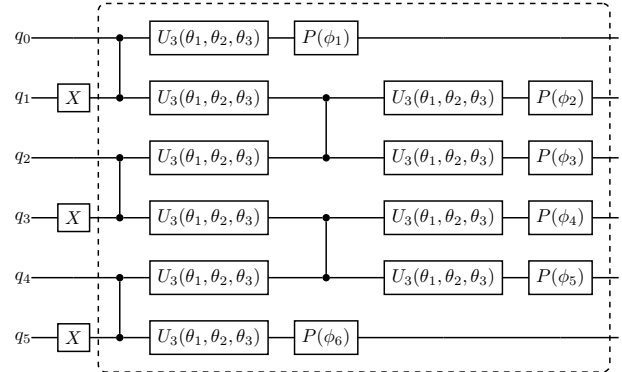 q₀ U₃(θ₁, θ₂, θ₃) P(ϕ₁)
q₁ X U₃(θ₁, θ₂, θ₃) U₃(θ₁, θ₂, θ₃) P(ϕ₂)
q₂ U₃(θ₁, θ₂, θ₃) U₃(θ₁, θ₂, θ₃) P(ϕ₃)
q₃ X U₃(θ₁, θ₂, θ₃) U₃(θ₁, θ₂, θ₃) P(ϕ₄)
q₄ U₃(θ₁, θ₂, θ₃) U₃(θ₁, θ₂, θ₃) P(ϕ₅)
q₅ X U₃(θ₁, θ₂, θ₃) P(ϕ₆)